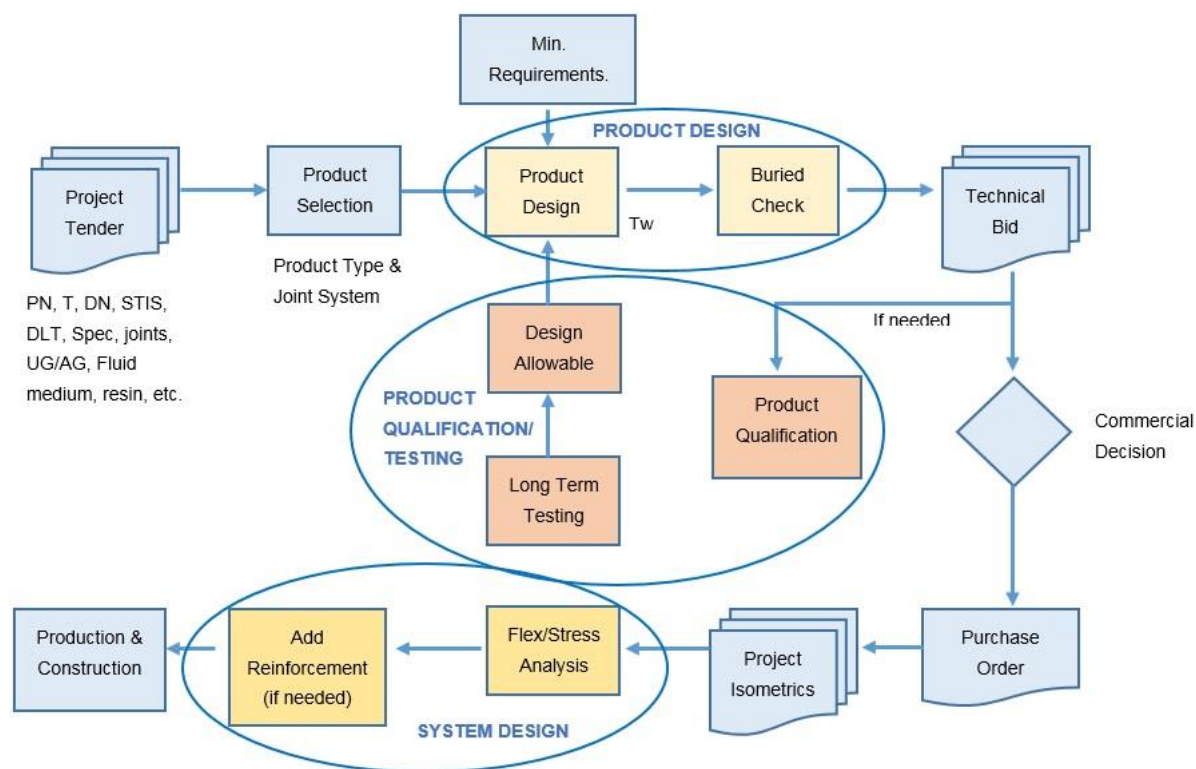 Min.
Requirements.
PRODUCT DESIGN
Project
Tender
Product
Selection
Product
Design
Tw
Buried
Check
Technical
Bid
Product Type &
Joint System
PN, T, DN, STIS,
DLT, Spec, joints,
UG/AG, Fluid
medium, resin, etc.
Design
Allowable
If needed
PRODUCT
QUALIFICATION/
TESTING
Product
Qualification
Commercial
Decision
Long Term
Testing
Production &
Construction
Add
Reinforcement
(if needed)
Flex/Stress
Analysis
Project
Isometrics
Purchase
Order
SYSTEM DESIGN